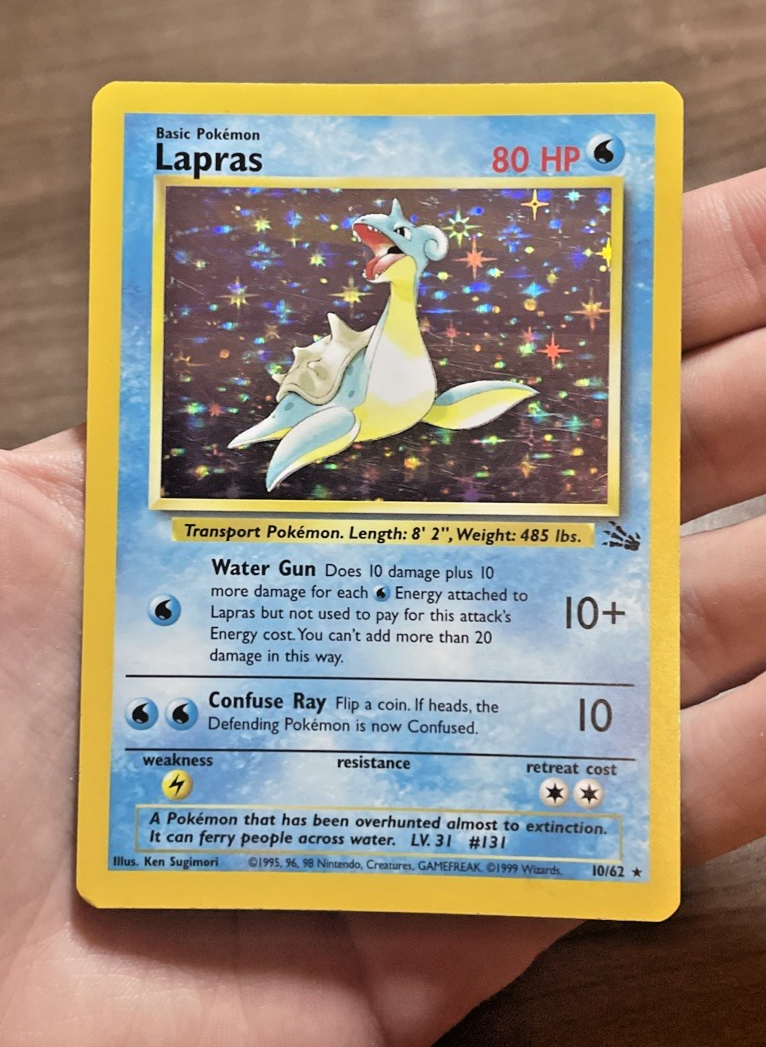 Basic Pokémon
Lapras 80 HP
Transport Pokémon. Length: 8' 2", Weight: 485 lbs.
Water Gun Does 10 damage plus 10
more damage for each Energy attached to
Lapras but not used to pay for this attack's
Energy cost. You can't add more than 20
damage in this way.
10+
Confuse Ray Flip a coin. If heads, the
Defending Pokémon is now Confused.
10
weakness resistance retreat cost
A Pokémon that has been overhunted almost to extinction.
It can ferry people across water. LV. 31 #131
Illus. Ken Sugimori ©1995, 96, 98 Nintendo, Creatures, GAMEFREAK. ©1999 Wizards. 10/62 ★